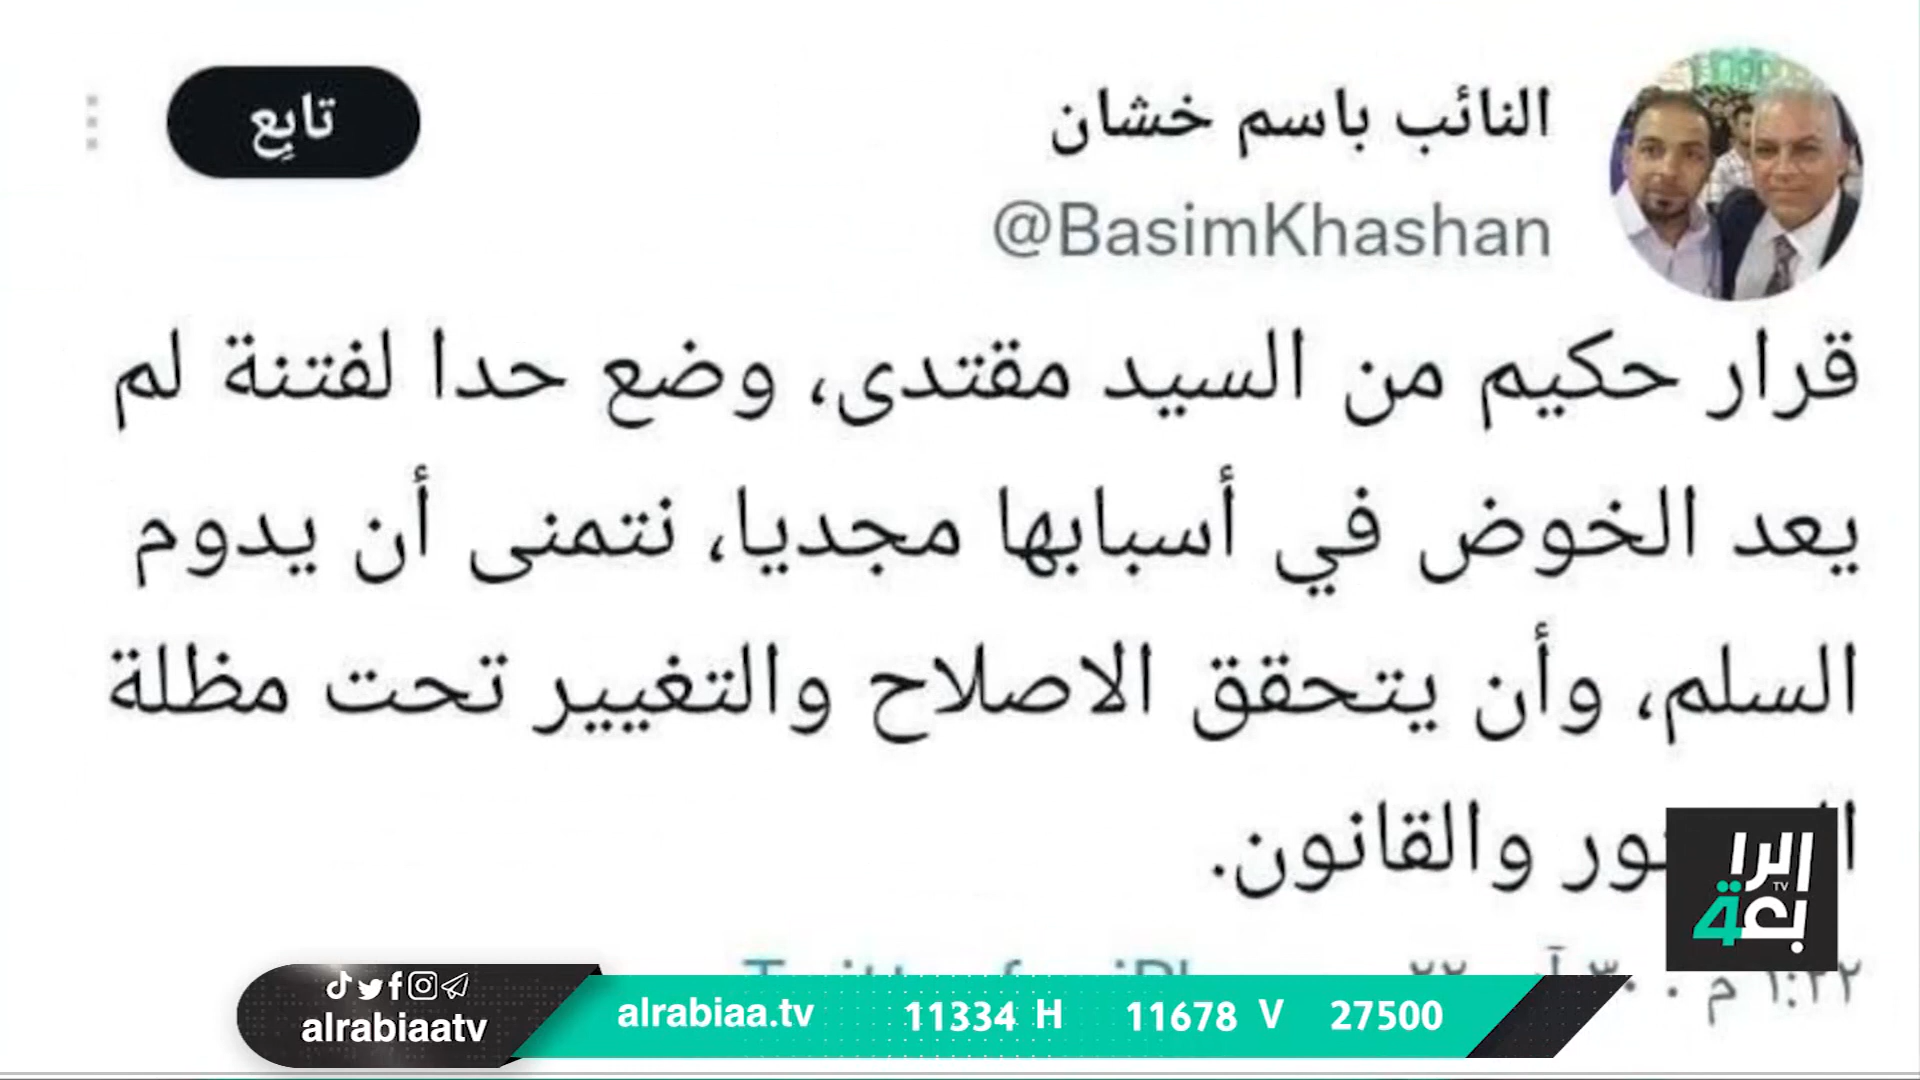 النائب باسم خشان
تابِع
@BasimKhashan
قرار حكيم من السيد مقتدى، وضع حدا لفتنة لم
يعد الخوض في أسبابها مجديا، نتمنى أن يدوم
السلم، وأن يتحقق الاصلاح والتغيير تحت مظلة
والقانون.
الرابعة
TV
alrabiaatv
alrabiaa.tv 11334 H 11678 V 27500